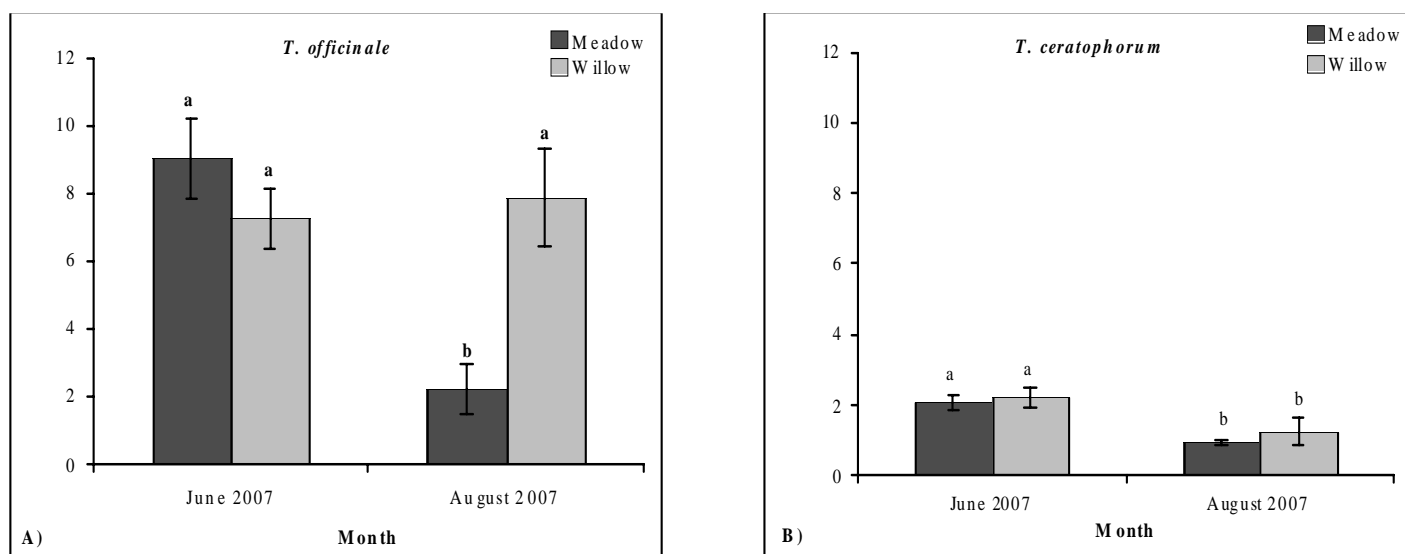 T. officinale
Meadow
Willow
12
10
8
6
4
2
0
a
a
b
a
June 2007
August 2007
A)
Month
T. ceratophorum
Meadow
Willow
12
10
8
6
4
2
0
a
a
b
b
June 2007
August 2007
B)
Month